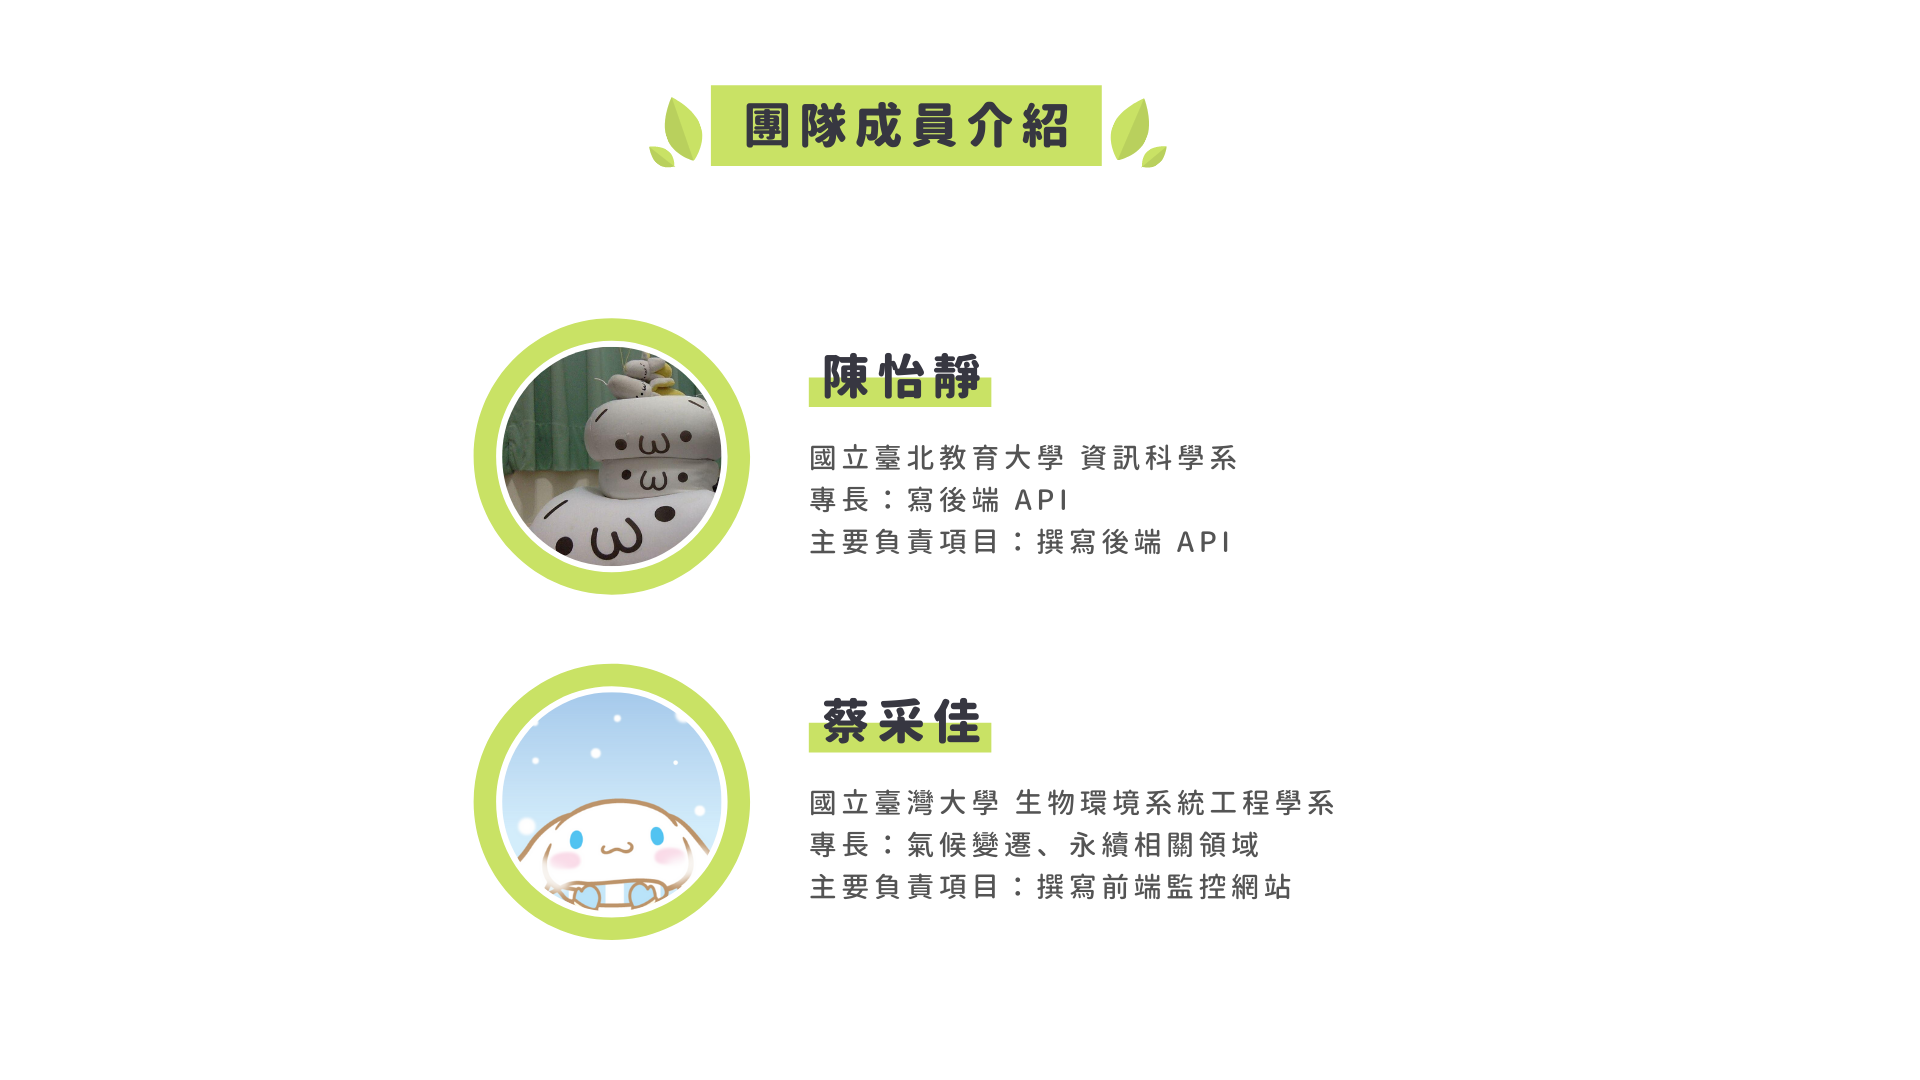 團隊成員介紹
陳怡靜
國立臺北教育大學 資訊科學系
專長：寫後端 API
主要負責項目：撰寫後端 API
蔡采佳
國立臺灣大學 生物環境系統工程學系
專長：氣候變遷、永續相關領域
主要負責項目：撰寫前端監控網站